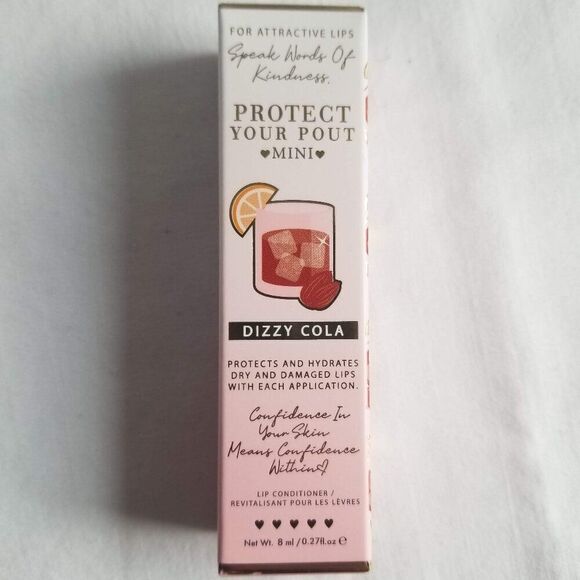 FOR ATTRACTIVE LIPS
Speak Words Of
Kindness.
PROTECT
YOUR POUT
♥MINI♥
DIZZY COLA
PROTECTS AND HYDRATES
DRY AND DAMAGED LIPS
WITH EACH APPLICATION.
Confidence In
Your Skin
Means Confidence
Within♡
LIP CONDITIONER /
REVITALISANT POUR LES LÈVRES
♥ ♥ ♥ ♥ ♥
Net Wt. 8 ml /0.27fl.oz ℮